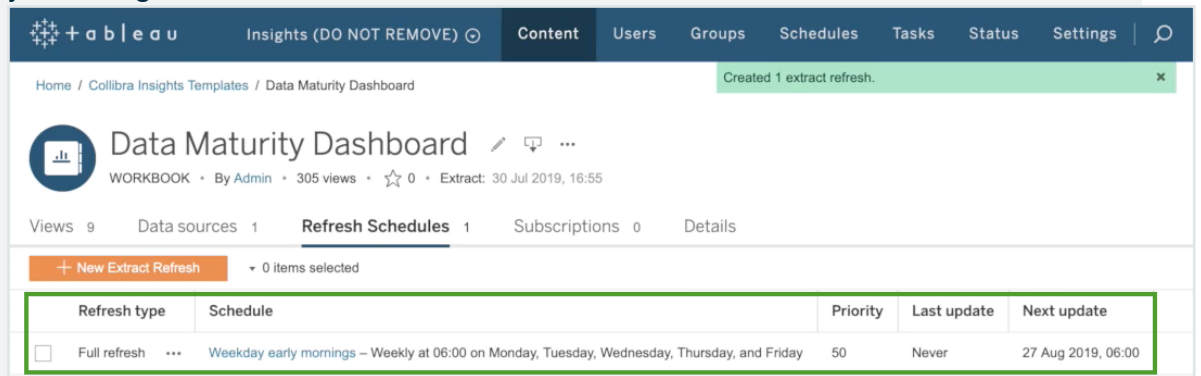 + a b | e a u
Insights (DO NOT REMOVE)
Content
Users
Groups
Schedules
Tasks
Status
Settings
Home / Collibra Insights Templates / Data Maturity Dashboard
Created 1 extract refresh.
Data Maturity Dashboard
WORKBOOK • By Admin • 305 views • 0 • Extract: 30 Jul 2019, 16:55
Views 9
Data sources 1
Refresh Schedules 1
Subscriptions 0
Details
+ New Extract Refresh
0 items selected
Refresh type
Schedule
Priority
Last update
Next update
Full refresh
Weekday early mornings – Weekly at 06:00 on Monday, Tuesday, Wednesday, Thursday, and Friday
50
Never
27 Aug 2019, 06:00